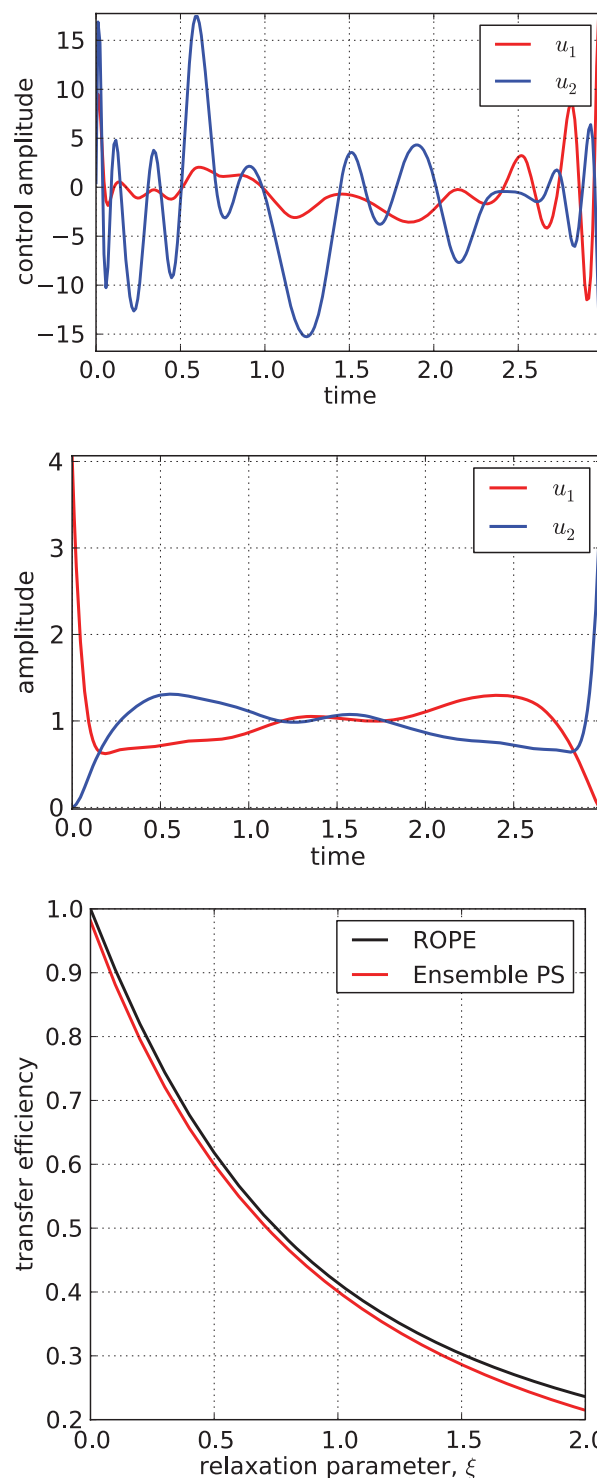 15
10
5
0
−5
−10
−15
control amplitude
u1
u2
0.0 0.5 1.0 1.5 2.0 2.5
time
4
3
2
1
0
amplitude
u1
u2
0.0 0.5 1.0 1.5 2.0 2.5
time
1.0
0.9
0.8
0.7
0.6
0.5
0.4
0.3
0.2
transfer efficiency
ROPE
Ensemble PS
0.0 0.5 1.0 1.5 2.0
relaxation parameter, ξ